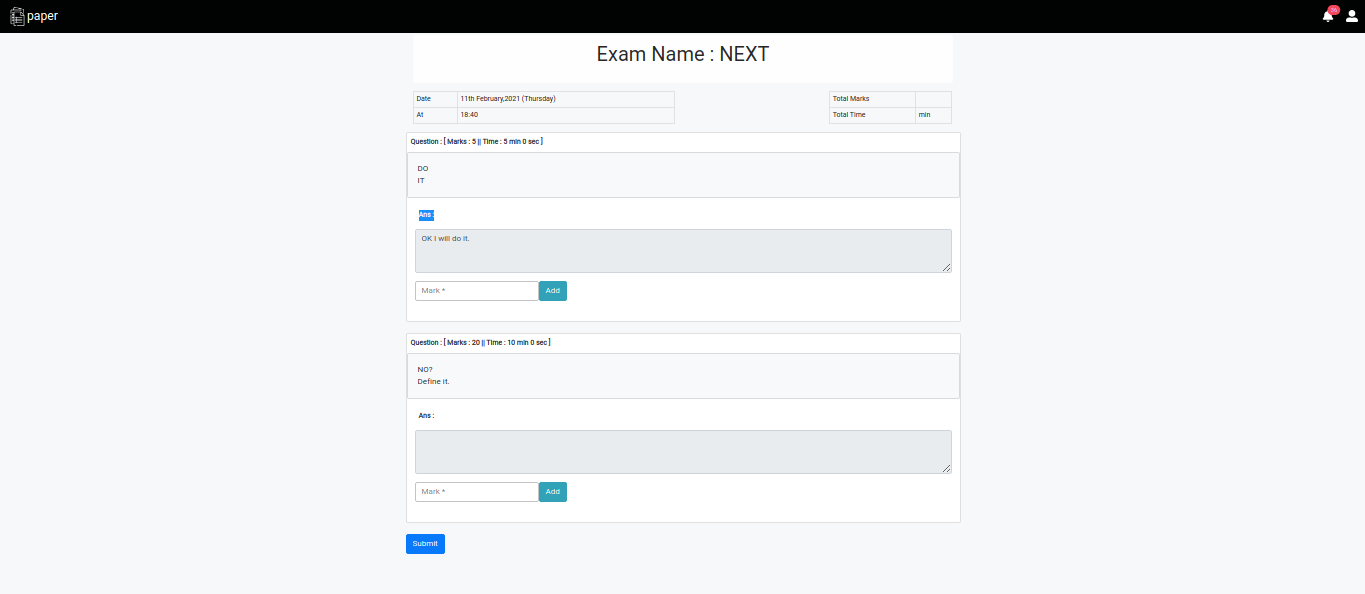 paper
36
Exam Name : NEXT
Date 11th February,2021 (Thursday)
At 18:40
Total Marks
Total Time min
Question : [ Marks : 5 || Time : 5 min 0 sec ]
DO
IT
Ans :
OK I will do it.
Mark * Add
Question : [ Marks : 20 || Time : 10 min 0 sec ]
NO?
Define it.
Ans :
Mark * Add
Submit